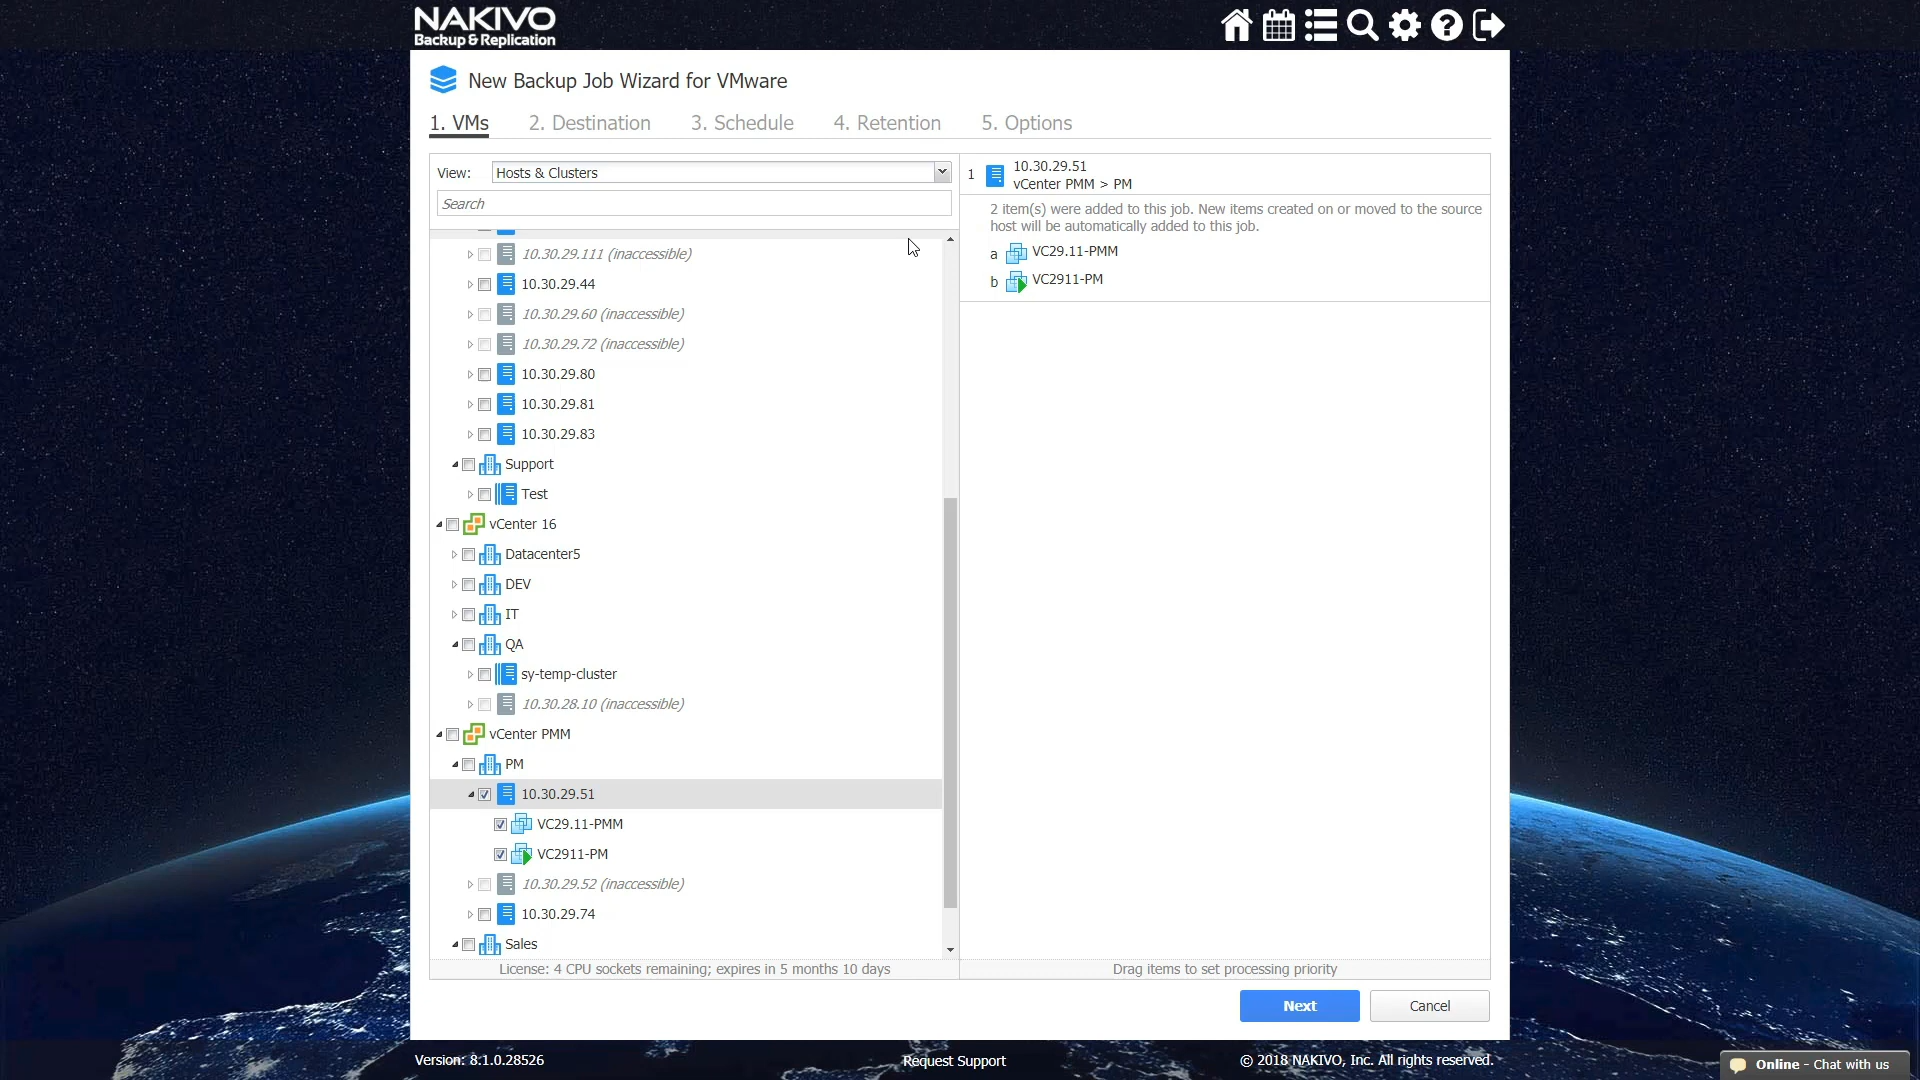 NAKIVO
Backup & Replication
New Backup Job Wizard for VMware
1. VMs 2. Destination 3. Schedule 4. Retention 5. Options
View: Hosts & Clusters
Search
10.30.29.111 (inaccessible)
10.30.29.44
10.30.29.60 (inaccessible)
10.30.29.72 (inaccessible)
10.30.29.80
10.30.29.81
10.30.29.83
Support
Test
vCenter 16
Datacenter5
DEV
IT
QA
sy-temp-cluster
10.30.28.10 (inaccessible)
vCenter PMM
PM
10.30.29.51
VC29.11-PMM
VC2911-PM
10.30.29.52 (inaccessible)
10.30.29.74
Sales
License: 4 CPU sockets remaining; expires in 5 months 10 days
1 10.30.29.51
vCenter PMM > PM
2 item(s) were added to this job. New items created on or moved to the source
host will be automatically added to this job.
a VC29.11-PMM
b VC2911-PM
Drag items to set processing priority
Next Cancel
Version: 8.1.0.28526 Request Support © 2018 NAKIVO, Inc. All rights reserved.
Online - Chat with us